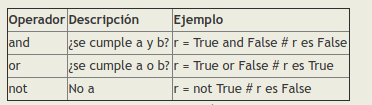 Operador Descripción Ejemplo
and ¿se cumple a y b? r = True and False # r es False
or ¿se cumple a o b? r = True or False # r es True
not No a r = not True # r es False